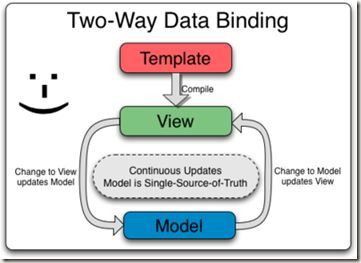 Two-Way Data Binding
Template
Compile
View
Change to View
updates Model
Continuous Updates
Model is Single-Source-of-Truth
Change to Model
updates View
Model